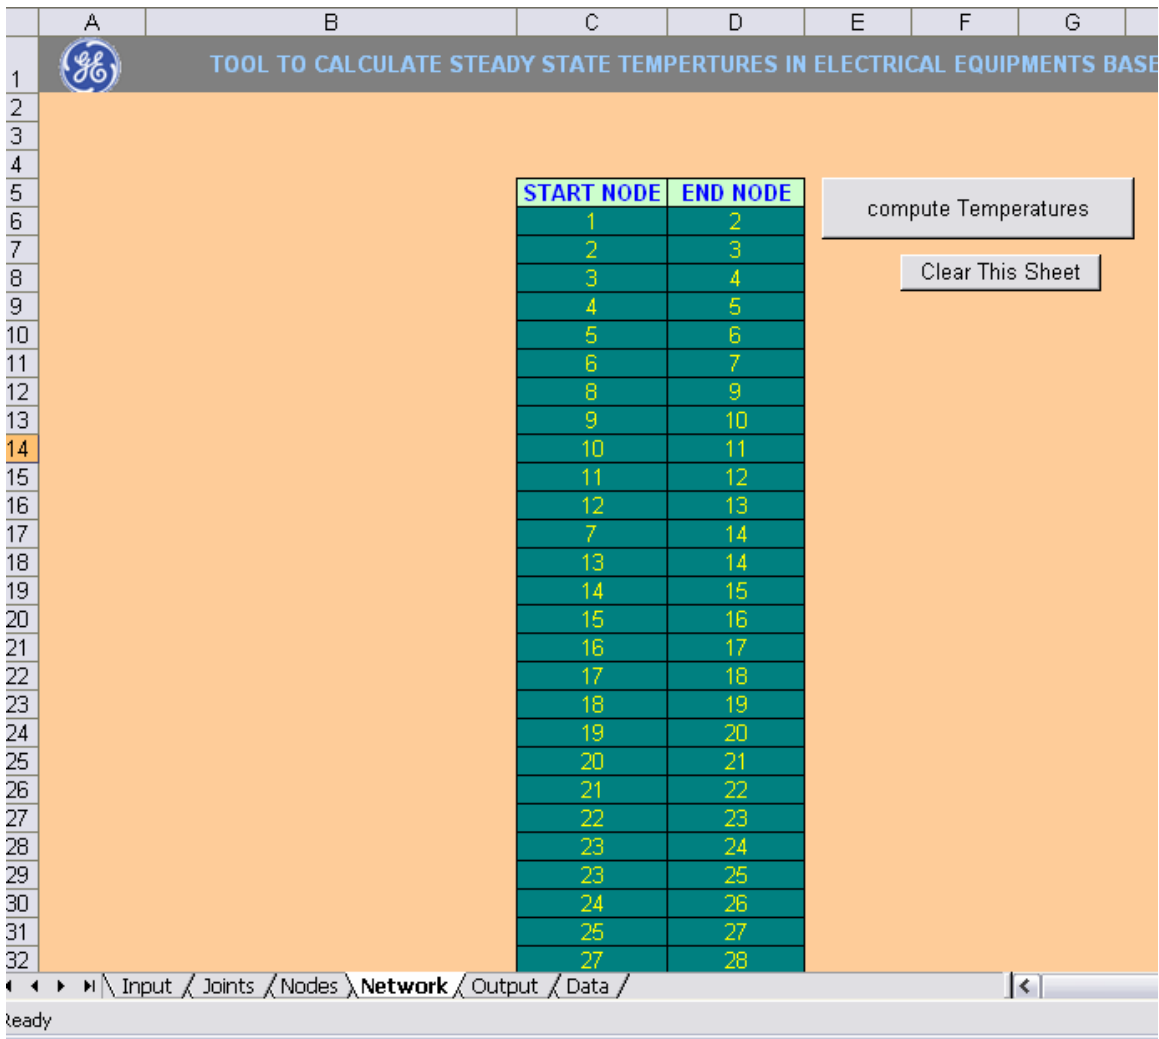 A B C D E F G
1 TOOL TO CALCULATE STEADY STATE TEMPERTURES IN ELECTRICAL EQUIPMENTS BASE
2
3
4
5 START NODE END NODE
6 1 2 compute Temperatures
7 2 3
8 3 4 Clear This Sheet
9 4 5
10 5 6
11 6 7
12 8 9
13 9 10
14 10 11
15 11 12
16 12 13
17 7 14
18 13 14
19 14 15
20 15 16
21 16 17
22 17 18
23 18 19
24 19 20
25 20 21
26 21 22
27 22 23
28 23 24
29 23 25
30 24 26
31 25 27
32 27 28
Input Joints Nodes Network Output Data
Ready